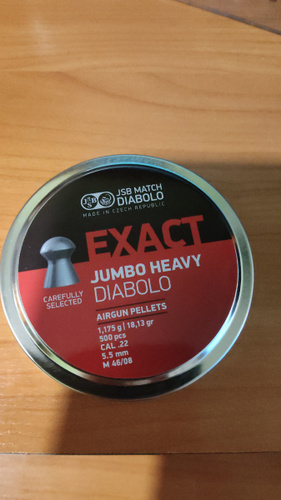 JSB
JSB MATCH
DIABOLO
MADE IN CZECH REPUBLIC
EXACT
JUMBO HEAVY
DIABOLO
CAREFULLY
SELECTED
AIRGUN PELLETS
1,175 g | 18,13 gr
500 pcs
CAL .22
5.5 mm
M 46/08